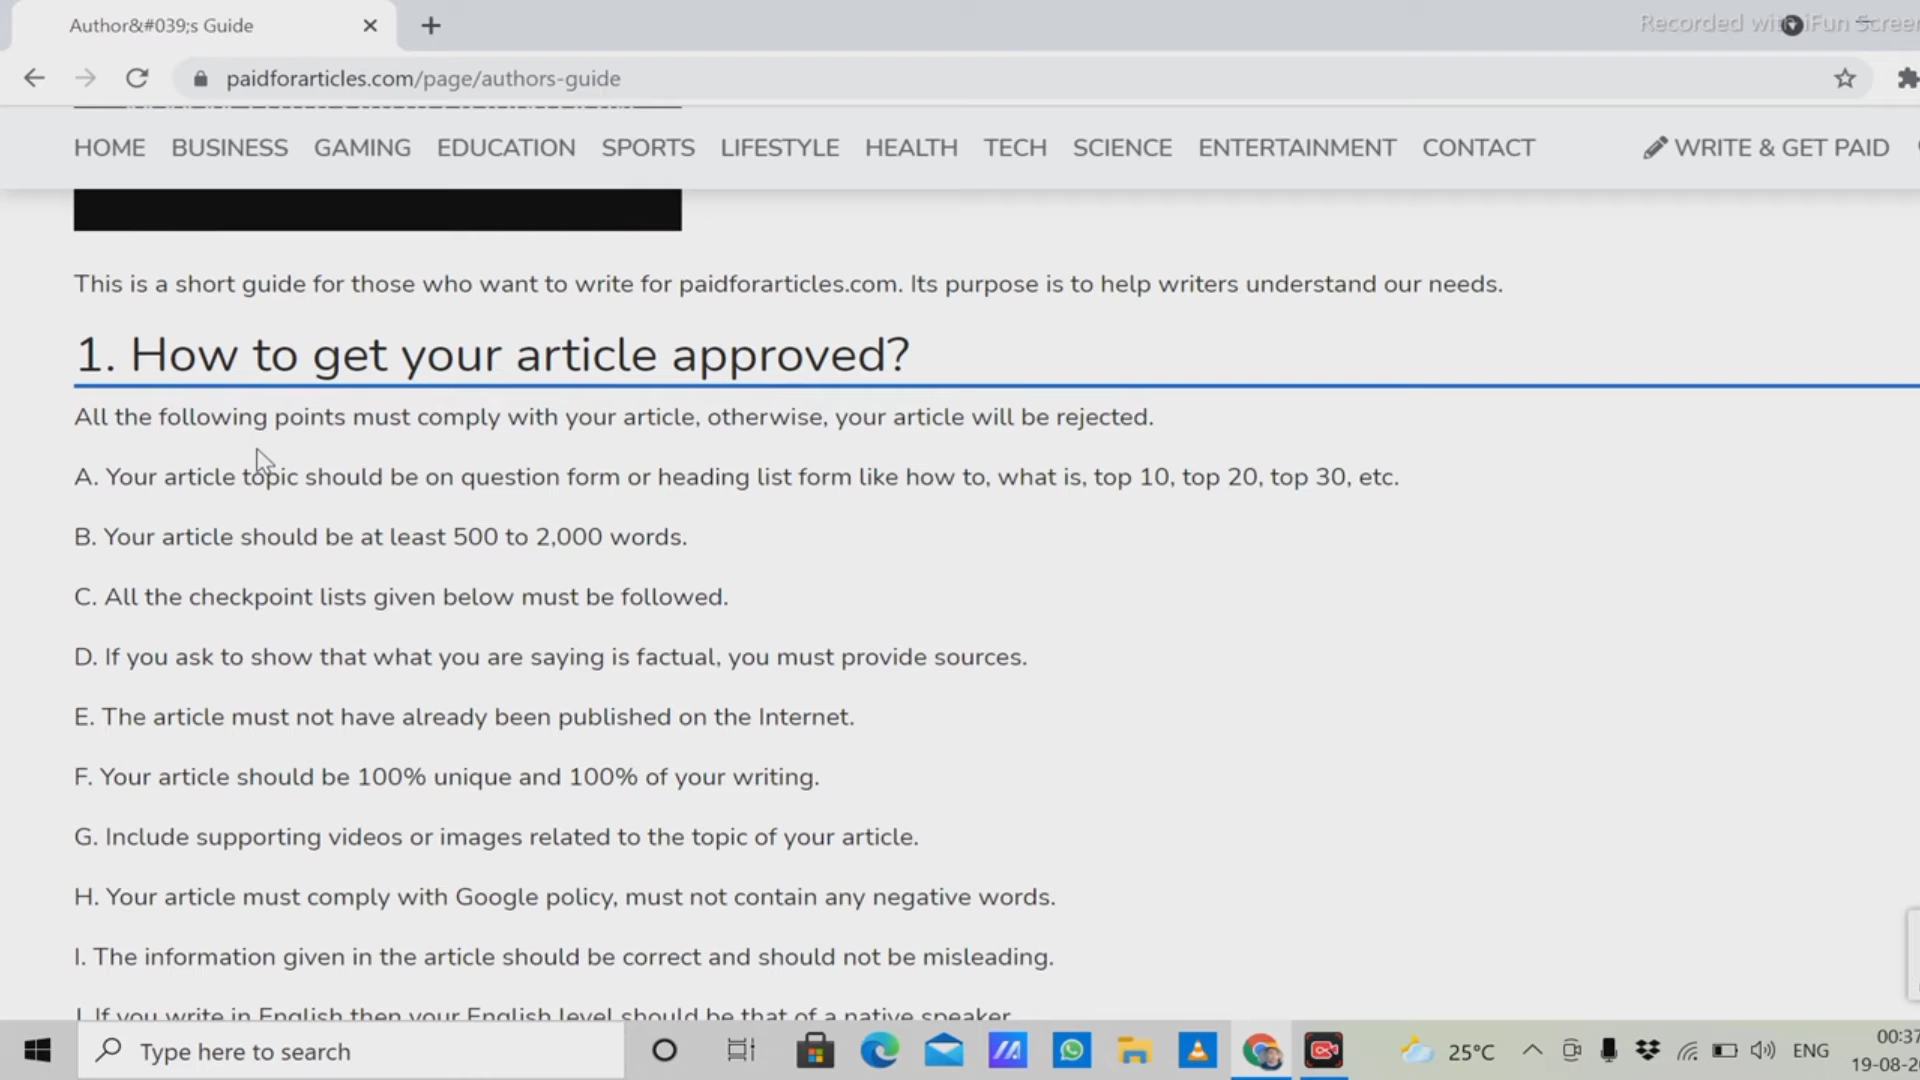 Author&#039;s Guide
Recorded with iFun Screen
paidforarticles.com/page/authors-guide
HOME BUSINESS GAMING EDUCATION SPORTS LIFESTYLE HEALTH TECH SCIENCE ENTERTAINMENT CONTACT WRITE & GET PAID
This is a short guide for those who want to write for paidforarticles.com. Its purpose is to help writers understand our needs.
1. How to get your article approved?
All the following points must comply with your article, otherwise, your article will be rejected.
A. Your article topic should be on question form or heading list form like how to, what is, top 10, top 20, top 30, etc.
B. Your article should be at least 500 to 2,000 words.
C. All the checkpoint lists given below must be followed.
D. If you ask to show that what you are saying is factual, you must provide sources.
E. The article must not have already been published on the Internet.
F. Your article should be 100% unique and 100% of your writing.
G. Include supporting videos or images related to the topic of your article.
H. Your article must comply with Google policy, must not contain any negative words.
I. The information given in the article should be correct and should not be misleading.
J. If you write in English then your English level should be that of a native speaker
Type here to search
25°C
ENG
00:37
19-08-2